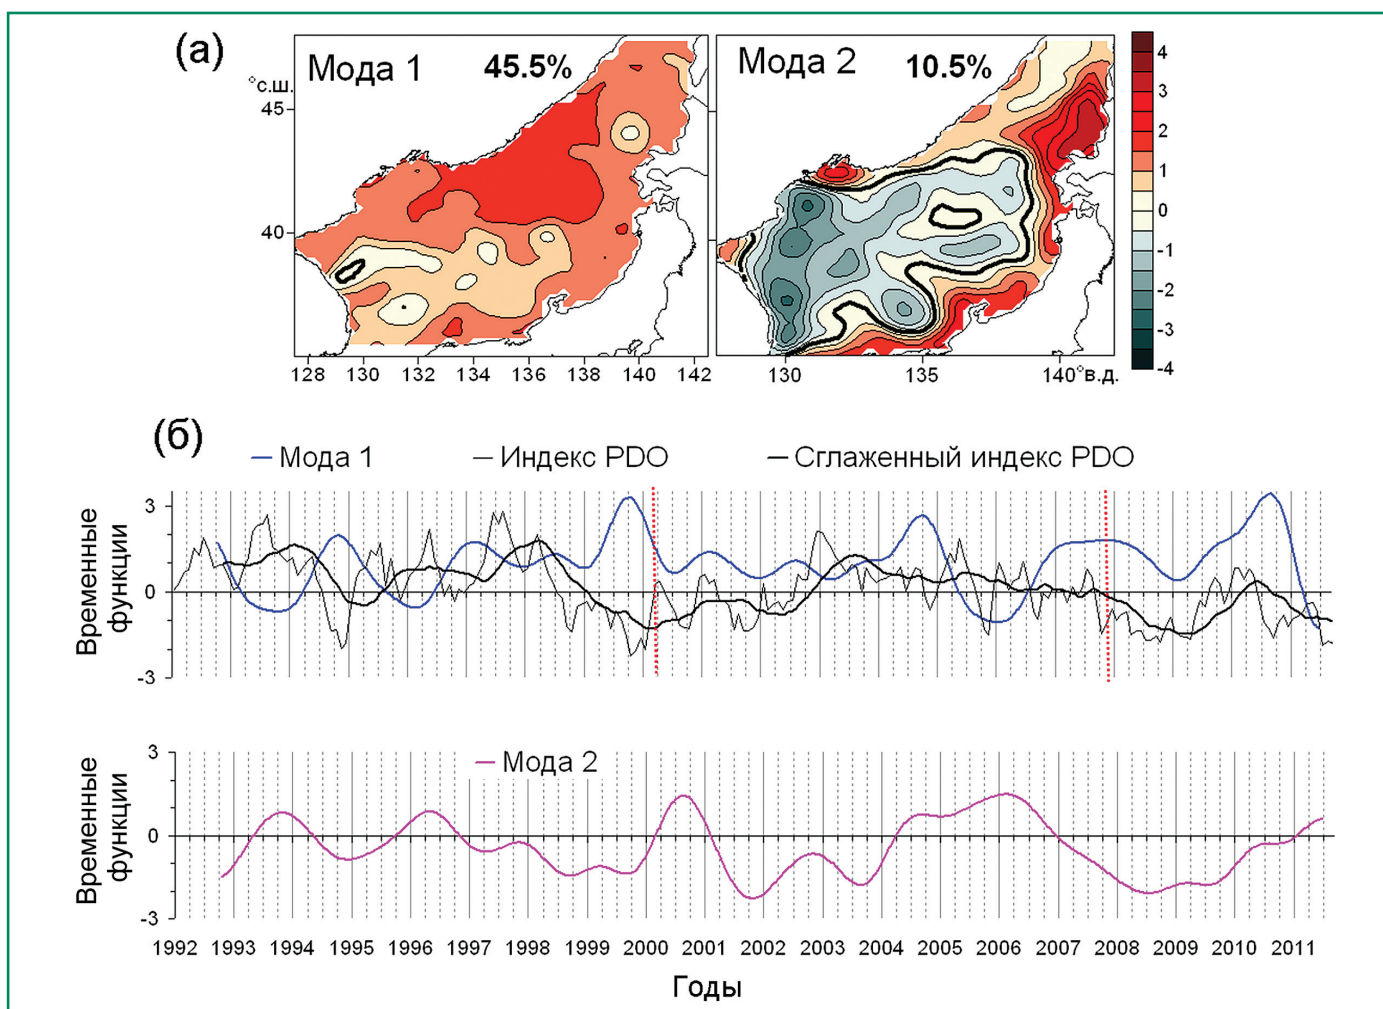 (а)
Мода 1 45.5%
Мода 2 10.5%
°с.ш.
45
40
128 130 132 134 136 138 140 142
130 135 140°в.д.
4
3
2
1
0
-1
-2
-3
-4
(б)
Мода 1 Индекс PDO Сглаженный индекс PDO
Временные
функции
3
0
-3
Мода 2
Временные
функции
3
0
-3
1992 1993 1994 1995 1996 1997 1998 1999 2000 2001 2002 2003 2004 2005 2006 2007 2008 2009 2010 2011
Годы